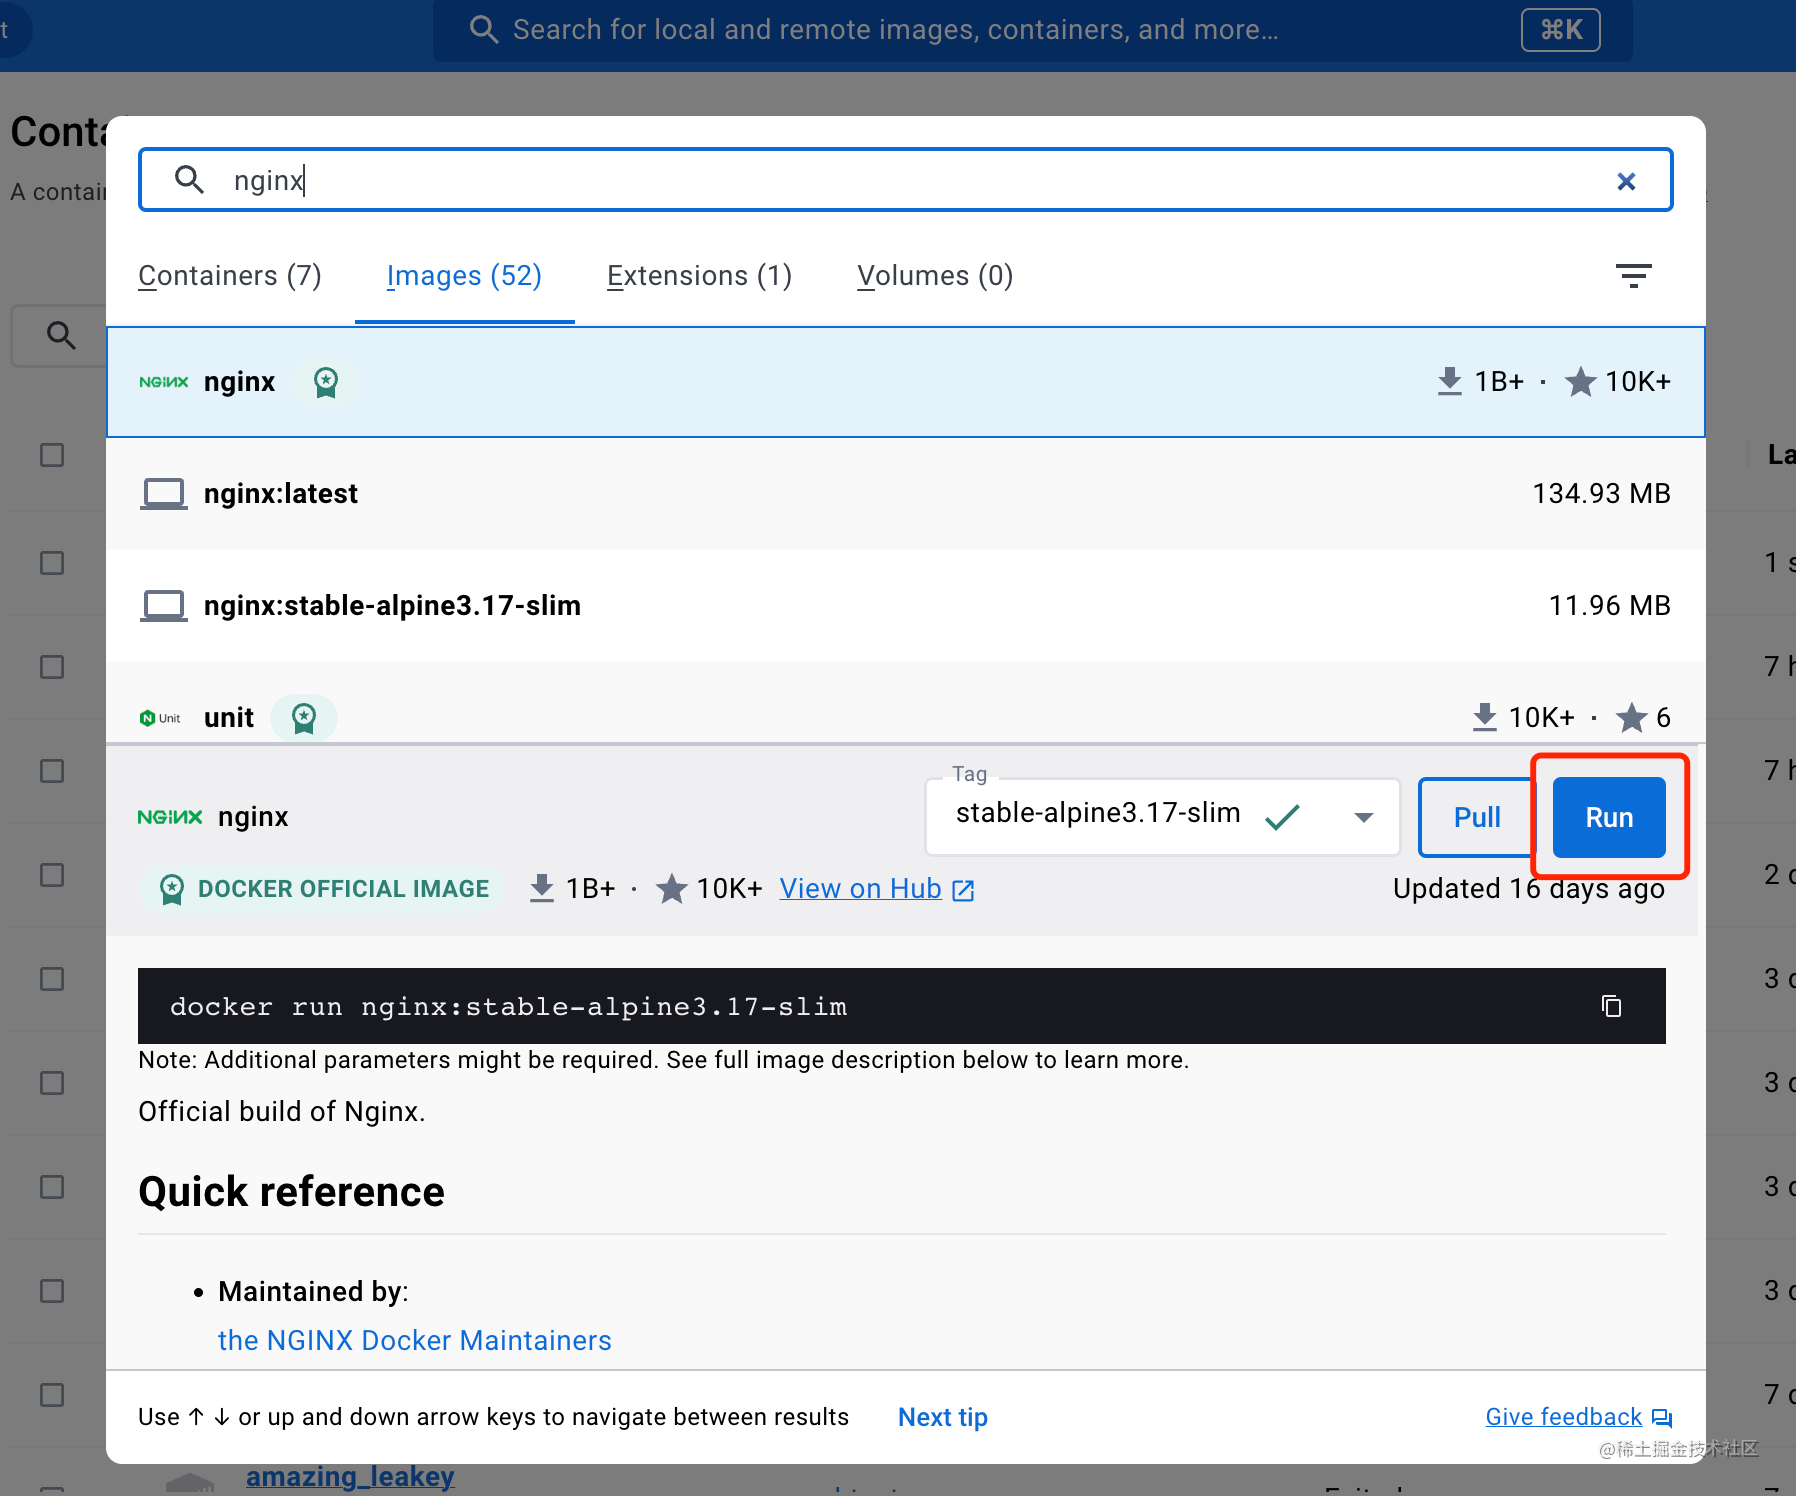 t
Search for local and remote images, containers, and more...
⌘K
Conta
A contain
nginx
Containers (7)
Images (52)
Extensions (1)
Volumes (0)
NGINX
nginx
1B+ · 10K+
La
nginx:latest
134.93 MB
1 s
nginx:stable-alpine3.17-slim
11.96 MB
7 h
N Unit
unit
10K+ · 6
7 h
Tag
NGINX
nginx
stable-alpine3.17-slim
Pull
Run
DOCKER OFFICIAL IMAGE
1B+ · 10K+
View on Hub
Updated 16 days ago
2 d
docker run nginx:stable-alpine3.17-slim
3 d
Note: Additional parameters might be required. See full image description below to learn more.
3 d
Official build of Nginx.
Quick reference
3 d
• Maintained by:
3 d
the NGINX Docker Maintainers
7 d
Use ↑ ↓ or up and down arrow keys to navigate between results
Next tip
Give feedback
@稀土掘金技术社区
amazing_leakey